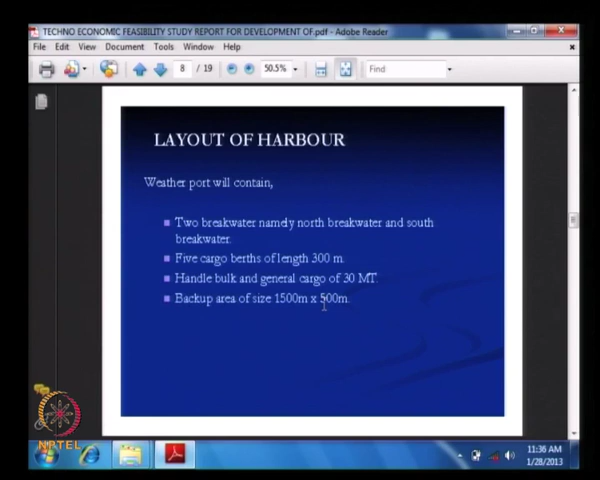 TECHNO ECONOMIC FEASIBILITY STUDY REPORT FOR DEVELOPMENT OF.pdf - Adobe Reader
File Edit View Document Tools Window Help
8 / 19 50.5% Find
LAYOUT OF HARBOUR
Weather port will contain,
Two breakwater namely north breakwater and south
breakwater.
Five cargo berths of length 300 m.
Handle bulk and general cargo of 30 MT.
Backup area of size 1500m x 500m.
NPTEL
11:36 AM
1/28/2013